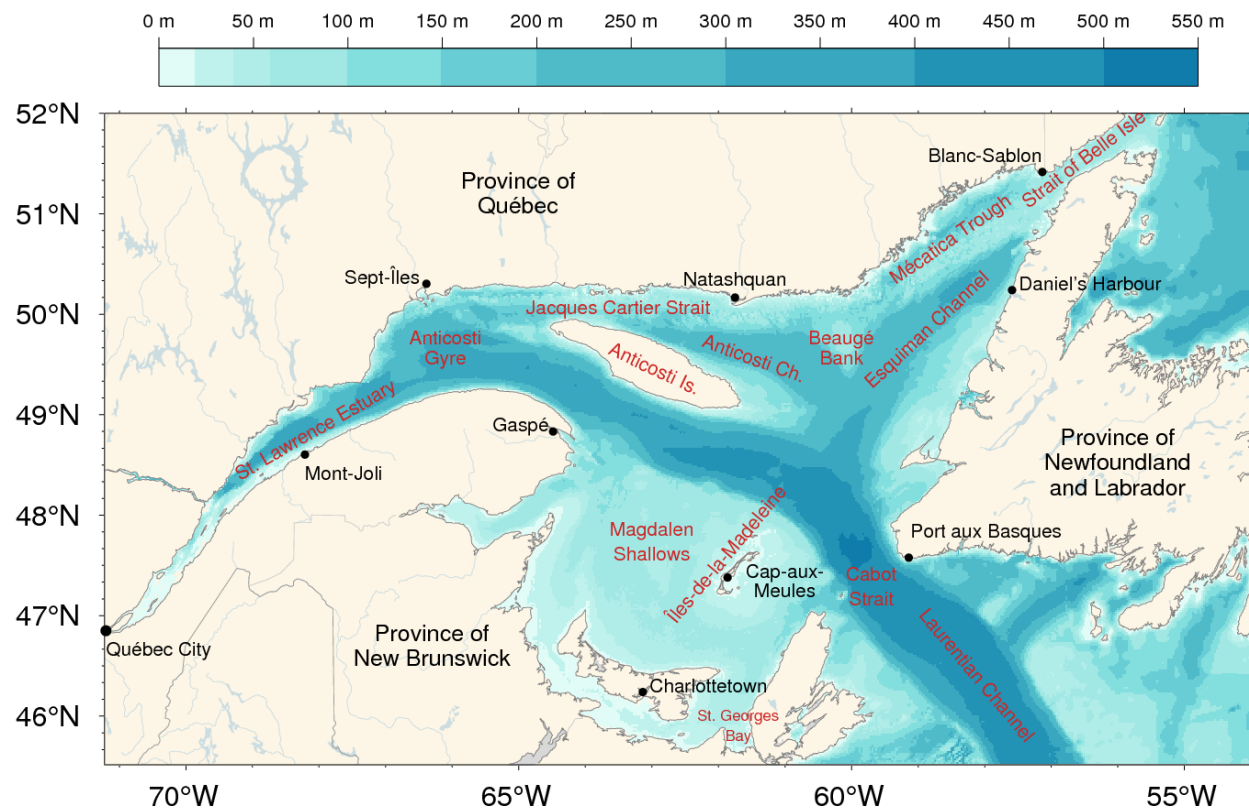 0 m 50 m 100 m 150 m 200 m 250 m 300 m 350 m 400 m 450 m 500 m 550 m
52°N
51°N
50°N
49°N
48°N
47°N
46°N
70°W 65°W 60°W 55°W
Blanc-Sablon
Strait of Belle Isle
Province of
Québec
Mécatica Trough
Sept-Îles
Natashquan
Daniel's Harbour
Jacques Cartier Strait
Anticosti
Gyre
Anticosti Is.
Anticosti Ch.
Beaugé
Bank
Esquiman Channel
St. Lawrence Estuary
Gaspé
Mont-Joli
Province of
Newfoundland
and Labrador
Magdalen
Shallows
Îles-de-la-Madeleine
Port aux Basques
Cap-aux-
Meules
Cabot
Strait
Québec City
Province of
New Brunswick
Laurentian Channel
Charlottetown
St. Georges
Bay